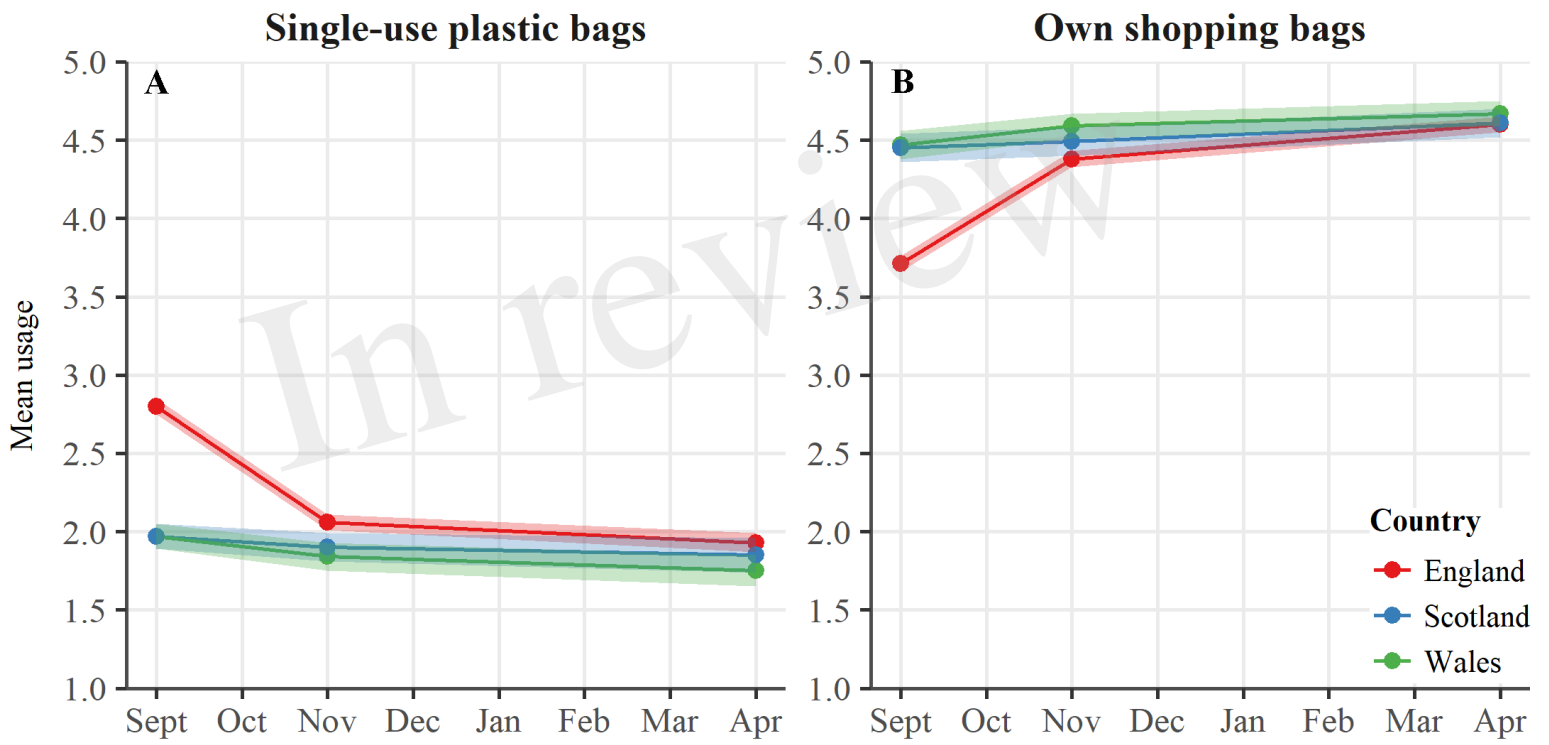 Single-use plastic bags
Own shopping bags
A
B
5.0
4.5
4.0
3.5
3.0
2.5
2.0
1.5
1.0
5.0
4.5
4.0
3.5
3.0
2.5
2.0
1.5
1.0
Mean usage
In review
Country
England
Scotland
Wales
Sept Oct Nov Dec Jan Feb Mar Apr
Sept Oct Nov Dec Jan Feb Mar Apr